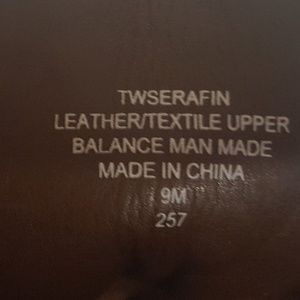 TWSERAFIN
LEATHER/TEXTILE UPPER
BALANCE MAN MADE
MADE IN CHINA
9M
257